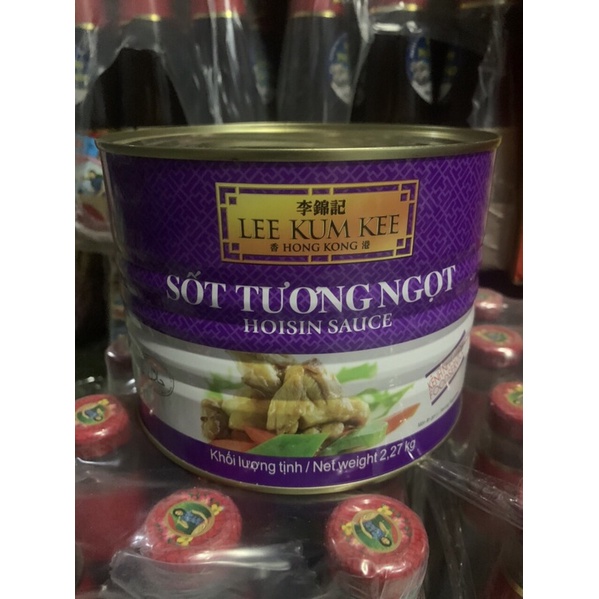 李錦記
LEE KUM KEE
香 HONG KONG 港
SỐT TƯƠNG NGỌT
HOISIN SAUCE
Khối lượng tịnh / Net weight 2,27 kg